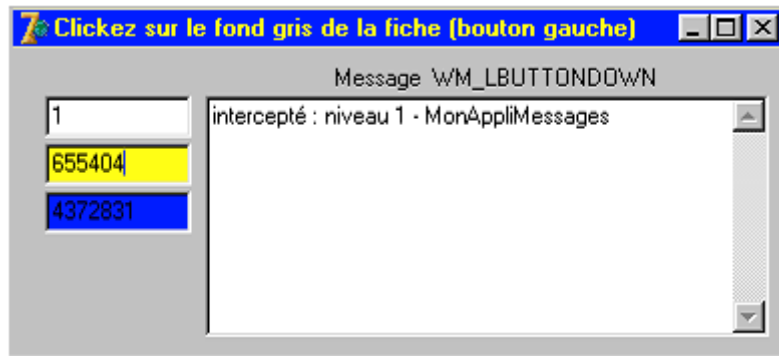 Clickez sur le fond gris de la fiche (bouton gauche)
Message WM_LBUTTONDOWN
1
intercepté : niveau 1 - MonAppliMessages
655404
4372831